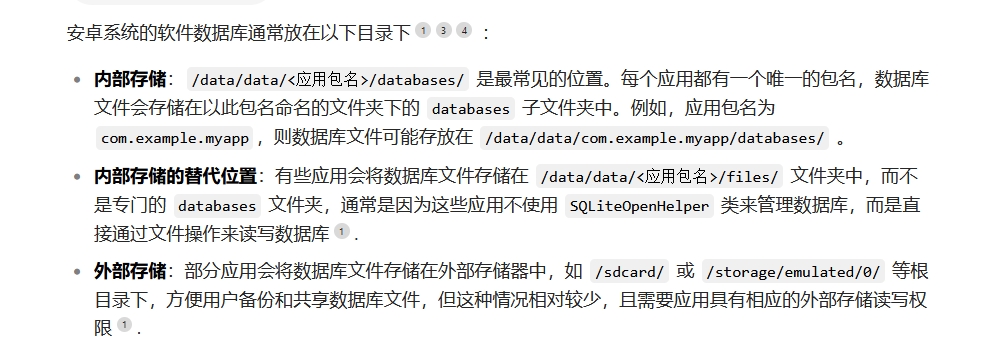 安卓系统的软件数据库通常放在以下目录下 1 3 4 ：
• 内部存储：/data/data/<应用包名>/databases/ 是最常见的位置。每个应用都有一个唯一的包名，数据库
文件会存储在以此包名命名的文件夹下的 databases 子文件夹中。例如，应用包名为
com.example.myapp ，则数据库文件可能存放在 /data/data/com.example.myapp/databases/ 。
• 内部存储的替代位置：有些应用会将数据库文件存储在 /data/data/<应用包名>/files/ 文件夹中，而不
是专门的 databases 文件夹，通常是因为这些应用不使用 SQLiteOpenHelper 类来管理数据库，而是直
接通过文件操作来读写数据库 1 .
• 外部存储：部分应用会将数据库文件存储在外部存储器中，如 /sdcard/ 或 /storage/emulated/0/ 等根
目录下，方便用户备份和共享数据库文件，但这种情况相对较少，且需要应用具有相应的外部存储读写权
限 1 .